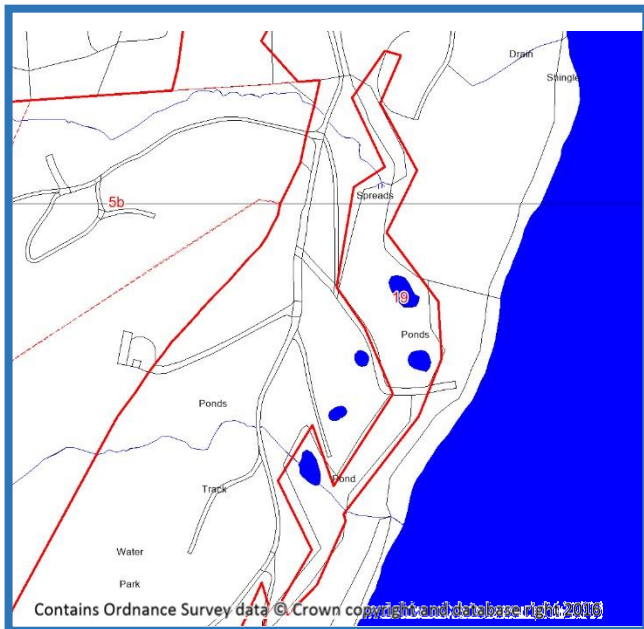 Drain
Shingle
Spreads
5b
19
Ponds
Ponds
Pond
Track
Water
Park
Contains Ordnance Survey data © Crown copyright and database right 2016